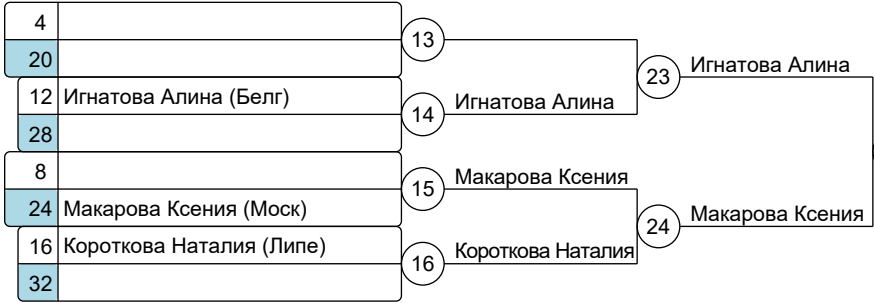 4
13
20
23 Игнатова Алина
12 Игнатова Алина (Белг)
14 Игнатова Алина
28
8
15 Макарова Ксения
24 Макарова Ксения (Моск)
24 Макарова Ксения
16 Короткова Наталия (Липе)
16 Короткова Наталия
32